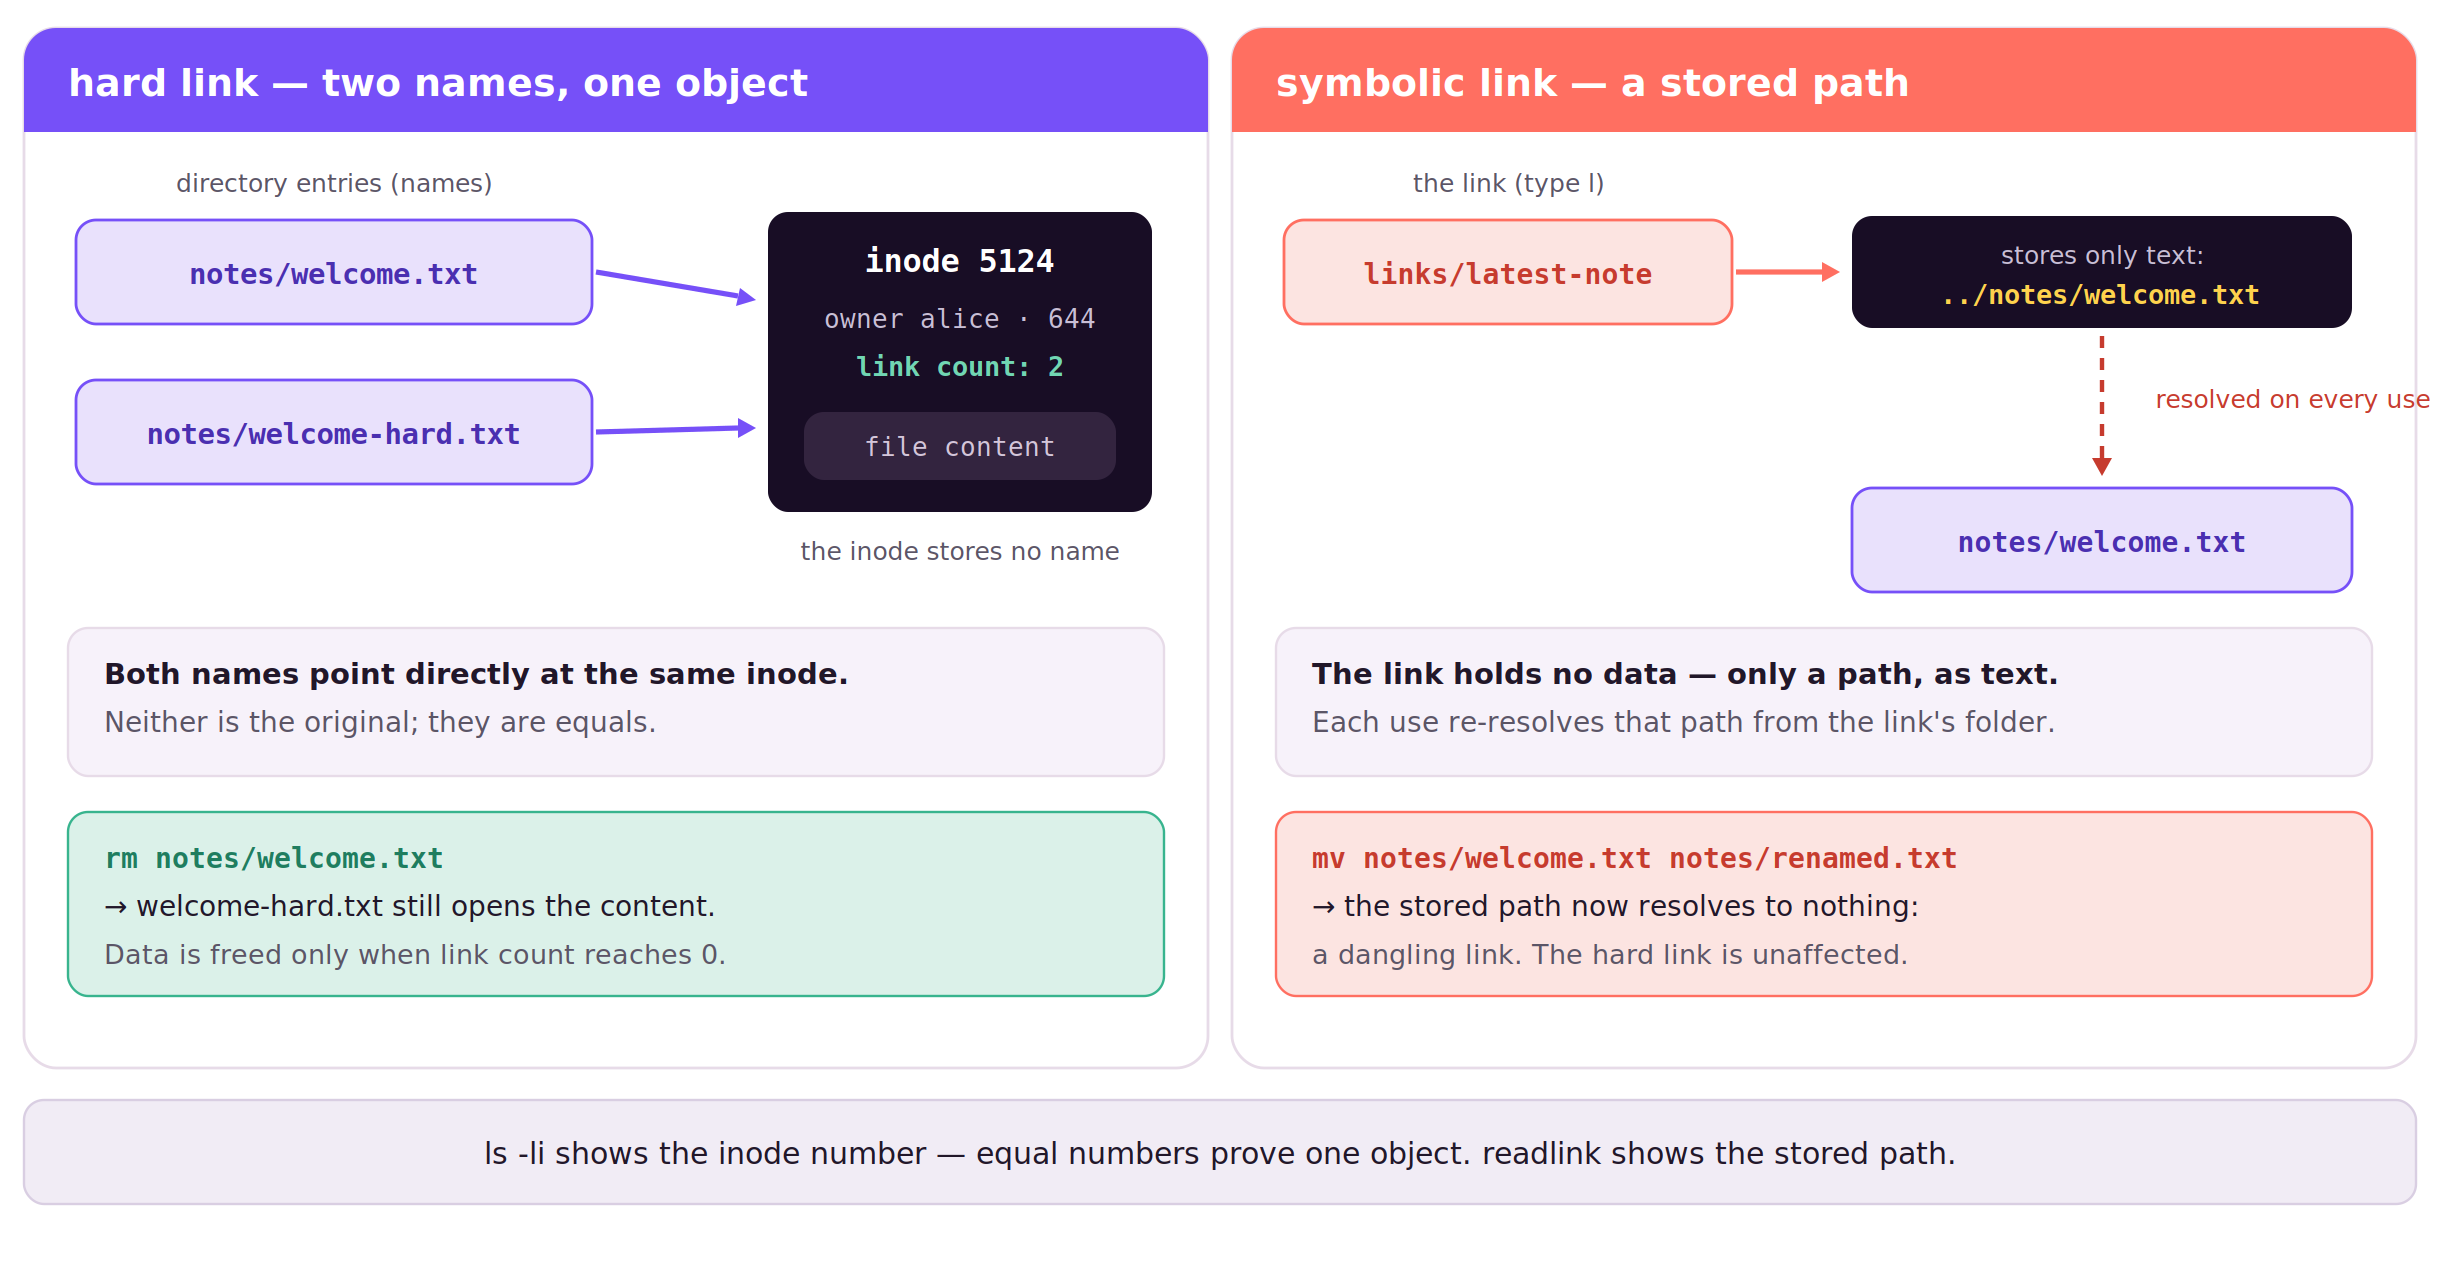 hard link — two names, one object
directory entries (names)
notes/welcome.txt
notes/welcome-hard.txt
inode 5124
owner alice · 644
link count: 2
file content
the inode stores no name
Both names point directly at the same inode.
Neither is the original; they are equals.
rm notes/welcome.txt
→ welcome-hard.txt still opens the content.
Data is freed only when link count reaches 0.
symbolic link — a stored path
the link (type l)
links/latest-note
stores only text:
../notes/welcome.txt
resolved on every use
notes/welcome.txt
The link holds no data — only a path, as text.
Each use re-resolves that path from the link's folder.
mv notes/welcome.txt notes/renamed.txt
→ the stored path now resolves to nothing:
a dangling link. The hard link is unaffected.
ls -li shows the inode number — equal numbers prove one object. readlink shows the stored path.